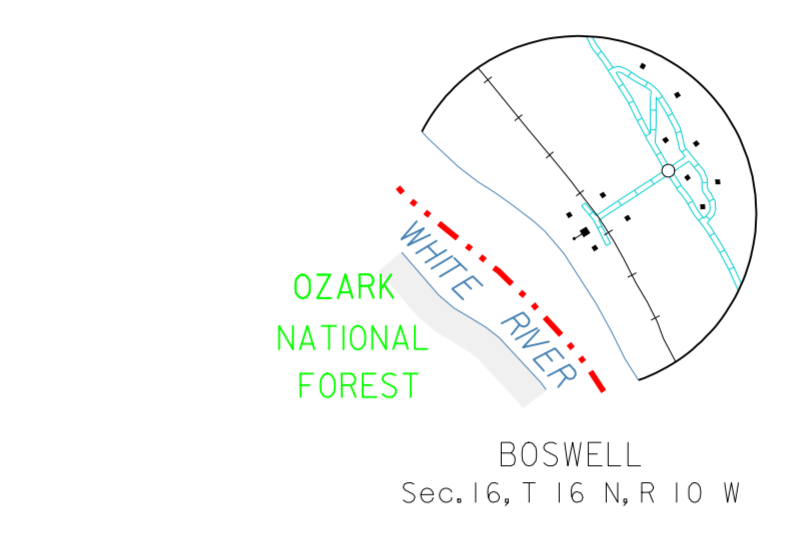 WHITE RIVER
OZARK
NATIONAL
FOREST
BOSWELL
Sec. 16, T 16 N, R 10 W